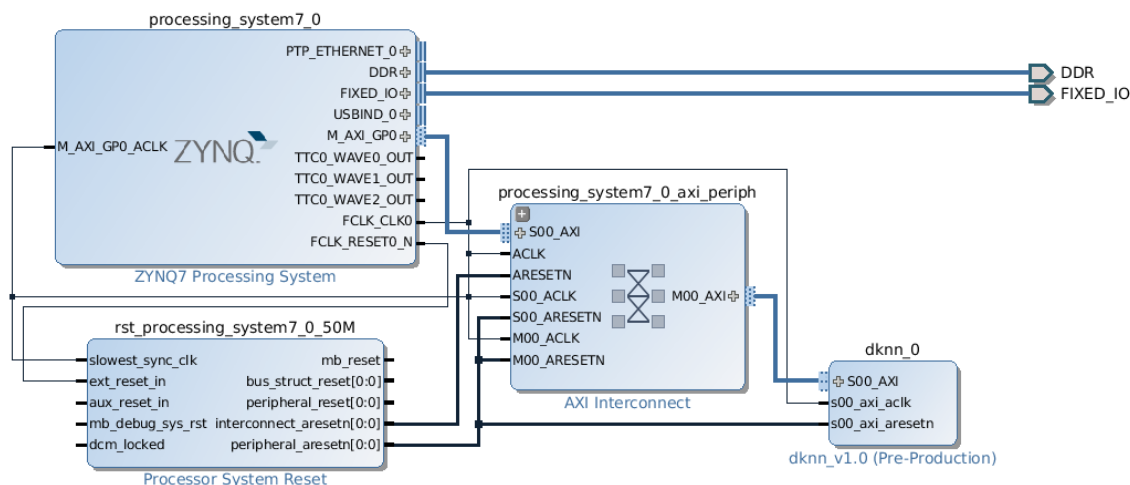 processing_system7_0
PTP_ETHERNET_0
DDR
FIXED_IO
USBIND_0
M_AXI_GP0
M_AXI_GP0_ACLK
ZYNQ.
TTC0_WAVE0_OUT
TTC0_WAVE1_OUT
TTC0_WAVE2_OUT
FCLK_CLK0
FCLK_RESET0_N
ZYNQ7 Processing System
DDR
FIXED_IO
processing_system7_0_axi_periph
S00_AXI
ACLK
ARESETN
S00_ACLK
S00_ARESETN
M00_ACLK
M00_ARESETN
M00_AXI
AXI Interconnect
rst_processing_system7_0_50M
slowest_sync_clk
ext_reset_in
aux_reset_in
mb_debug_sys_rst
dcm_locked
mb_reset
bus_struct_reset[0:0]
peripheral_reset[0:0]
interconnect_aresetn[0:0]
peripheral_aresetn[0:0]
Processor System Reset
dknn_0
S00_AXI
s00_axi_aclk
s00_axi_aresetn
dknn_v1.0 (Pre-Production)